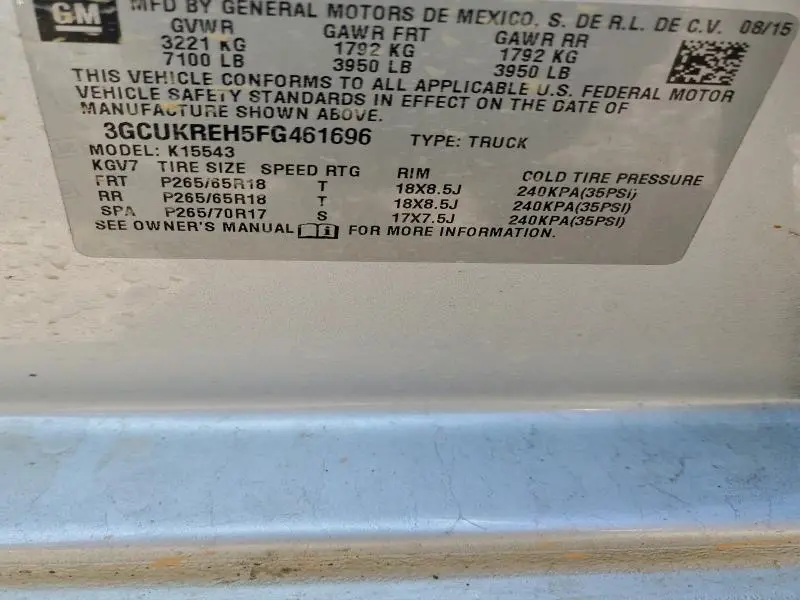 GM
MFD BY GENERAL MOTORS DE MEXICO, S. DE R.L. DE C.V. 08/15
GVWR GAWR FRT GAWR RR
3221 KG 1792 KG 1792 KG
7100 LB 3950 LB 3950 LB
THIS VEHICLE CONFORMS TO ALL APPLICABLE U.S. FEDERAL MOTOR
VEHICLE SAFETY STANDARDS IN EFFECT ON THE DATE OF
MANUFACTURE SHOWN ABOVE.
3GCUKREH5FG461696 TYPE: TRUCK
MODEL: K15543
KGV7 TIRE SIZE SPEED RTG RIM COLD TIRE PRESSURE
FRT P265/65R18 T 18X8.5J 240KPA(35PSI)
RR P265/65R18 T 18X8.5J 240KPA(35PSI)
SPA P265/70R17 S 17X7.5J 240KPA(35PSI)
SEE OWNER'S MANUAL FOR MORE INFORMATION.